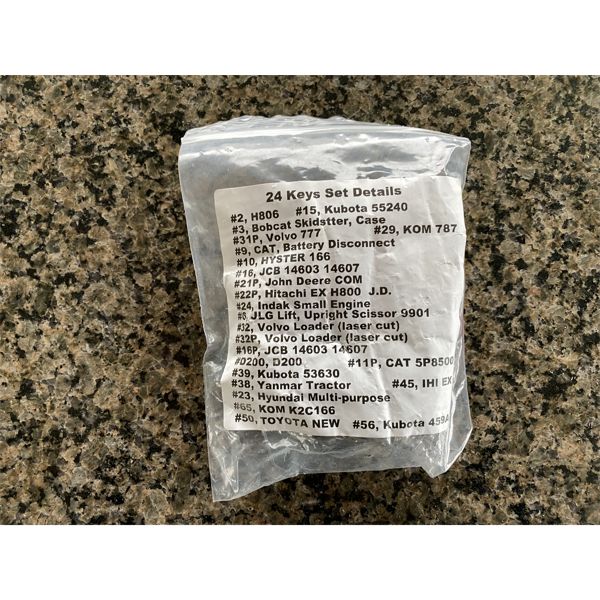 24 Keys Set Details
#2, H806 #15, Kubota 55240
#3, Bobcat Skidstter, Case
#31P, Volvo 777 #29, KOM 787
#9, CAT, Battery Disconnect
#10, HYSTER 166
#16, JCB 14603 14607
#21P, John Deere COM
#22P, Hitachi EX H800 J.D.
#24, Indak Small Engine
#6, JLG Lift, Upright Scissor 9901
#32, Volvo Loader (laser cut)
#32P, Volvo Loader (laser cut)
#16P, JCB 14603 14607
#D200, D200 #11P, CAT 5P8500
#39, Kubota 53630
#38, Yanmar Tractor #45, IHI EX
#23, Hyundai Multi-purpose
#65, KOM K2C166
#50, TOYOTA NEW #56, Kubota 459A